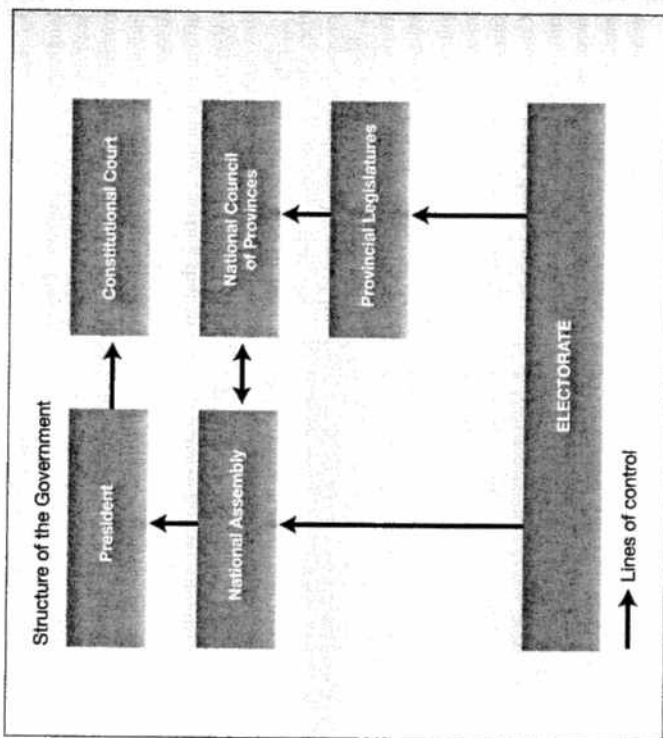 Structure of the Government
President
Constitutional Court
National Assembly
National Council
of Provinces
Provincial Legislatures
ELECTORATE
Lines of control